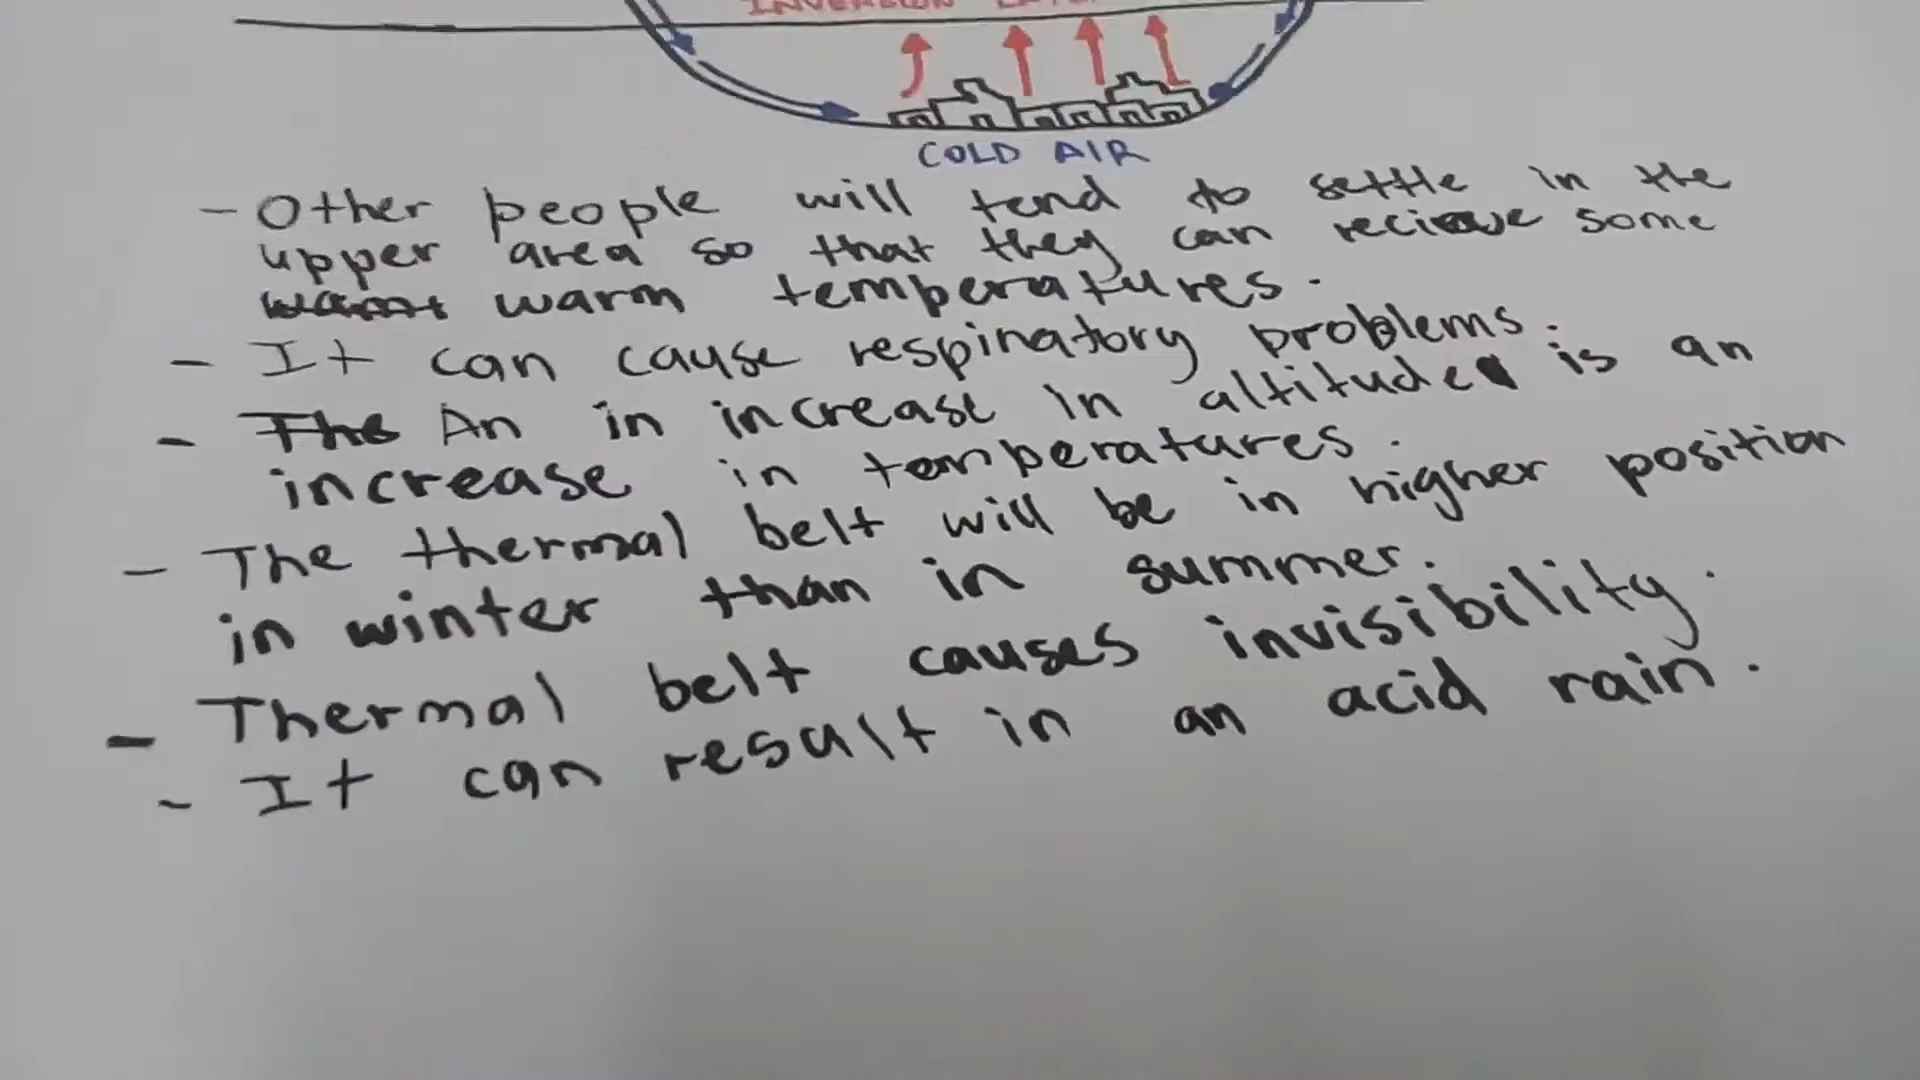 INVERSION
COLD AIR
- Other people will tend to settle in the
upper area so that they can recieve some
warm temperatures.
- It can cause respiratory problems.
- The An in increase in altitude is an
increase in temperatures.
- The thermal belt will be in higher position
in winter than in summer.
- Thermal belt causes invisibility.
- It can result in an acid rain.